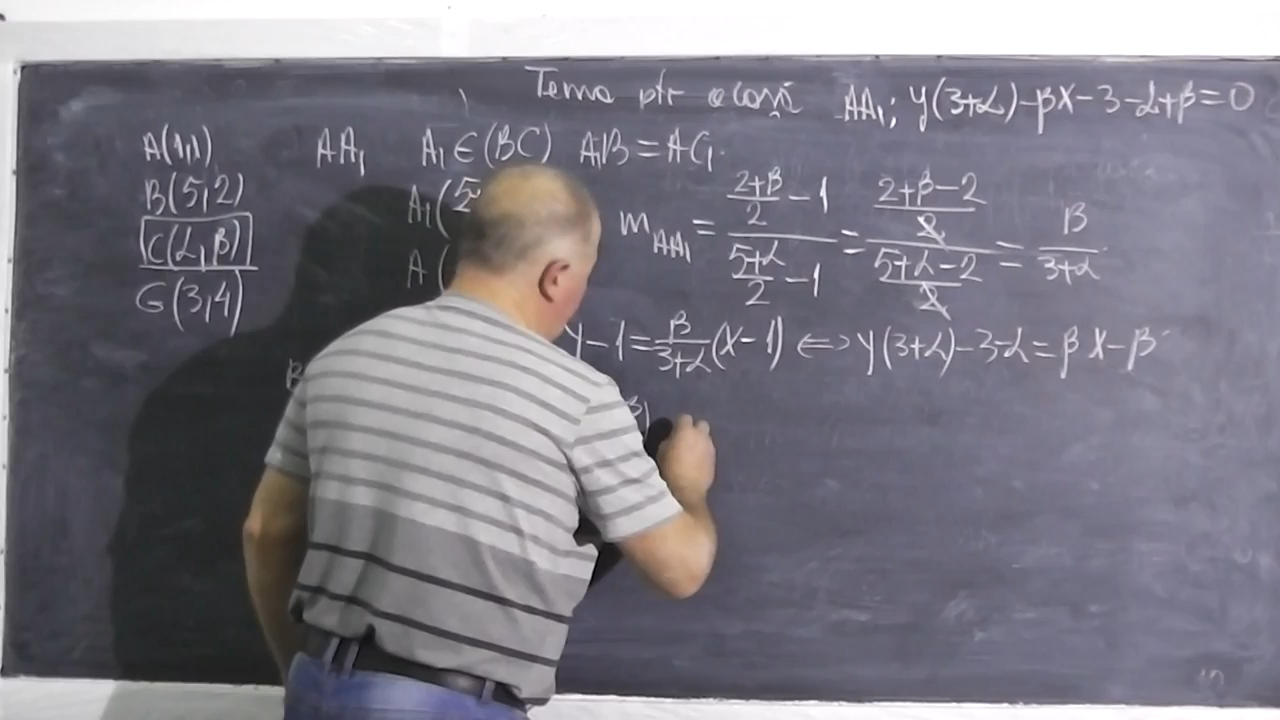 Tema ptr acasă AA₁: y(3+α)-βx-3-α+β=0
A(1,1) AA₁ A₁∈(BC) A₁B=A₁C.
B(5,2) A₁(5
C(α,β) A(
G(3,4)
m_AA₁ = ((2+β)/2 - 1)/((5+α)/2 - 1) = ((2+β-2)/2)/((5+α-2)/2) = β/(3+α)
y-1=β/(3+α)(x-1) ⇔ y(3+α)-3-α=βx-β